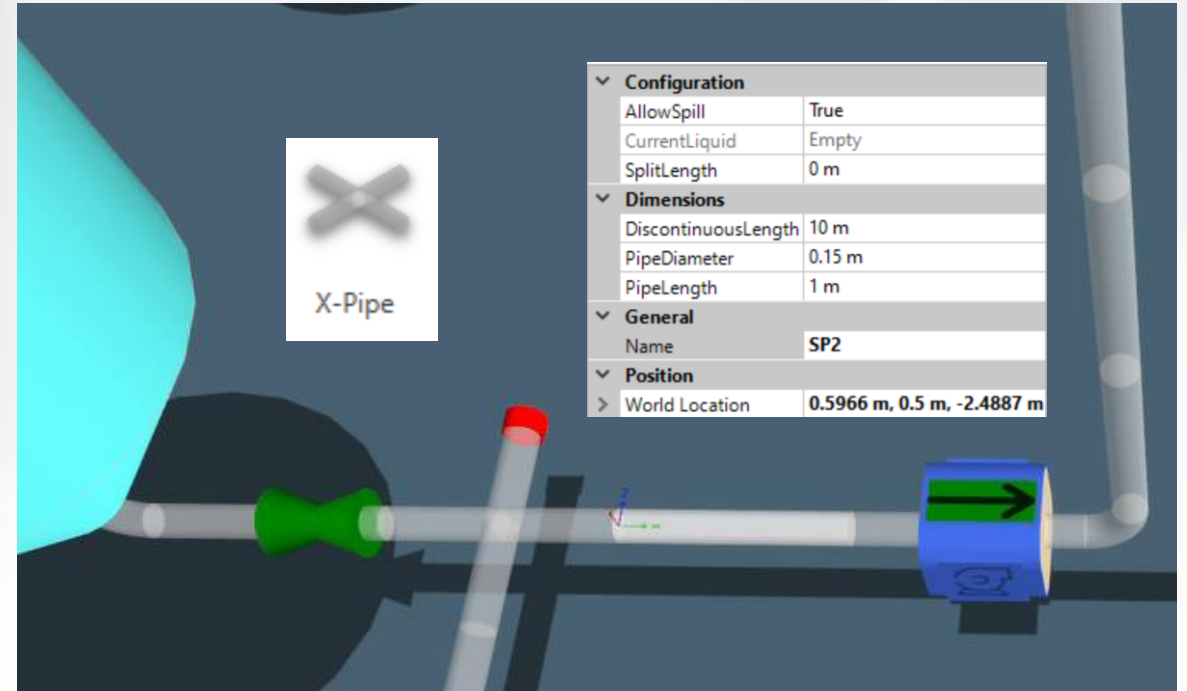 X-Pipe
Configuration
AllowSpill True
CurrentLiquid Empty
SplitLength 0 m
Dimensions
DiscontinuousLength 10 m
PipeDiameter 0.15 m
PipeLength 1 m
General
Name SP2
Position
World Location 0.5966 m, 0.5 m, -2.4887 m